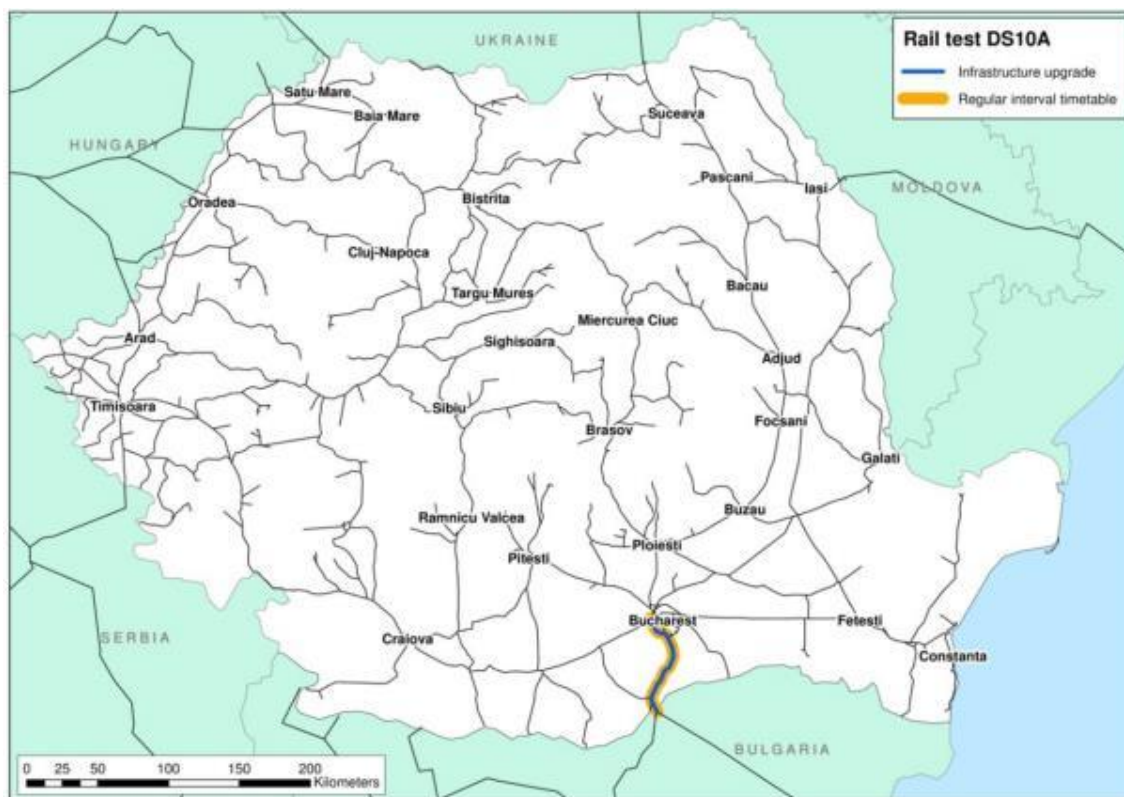 UKRAINE
Rail test DS10A
Infrastructure upgrade
Regular interval timetable
Satu Mare
Baia Mare
Suceava
HUNGARY
Pascani
Iasi
MOLDOVA
Oradea
Bistrita
Cluj-Napoca
Targu Mures
Bacau
Miercurea Ciuc
Arad
Sighisoara
Adjud
Timisoara
Sibiu
Focsani
Brasov
Galati
Ramnicu Valcea
Buzau
Pitesti
Ploiesti
Bucharest
Fetesti
SERBIA
Craiova
Constanta
BULGARIA
0 25 50 100 150 200
Kilometers